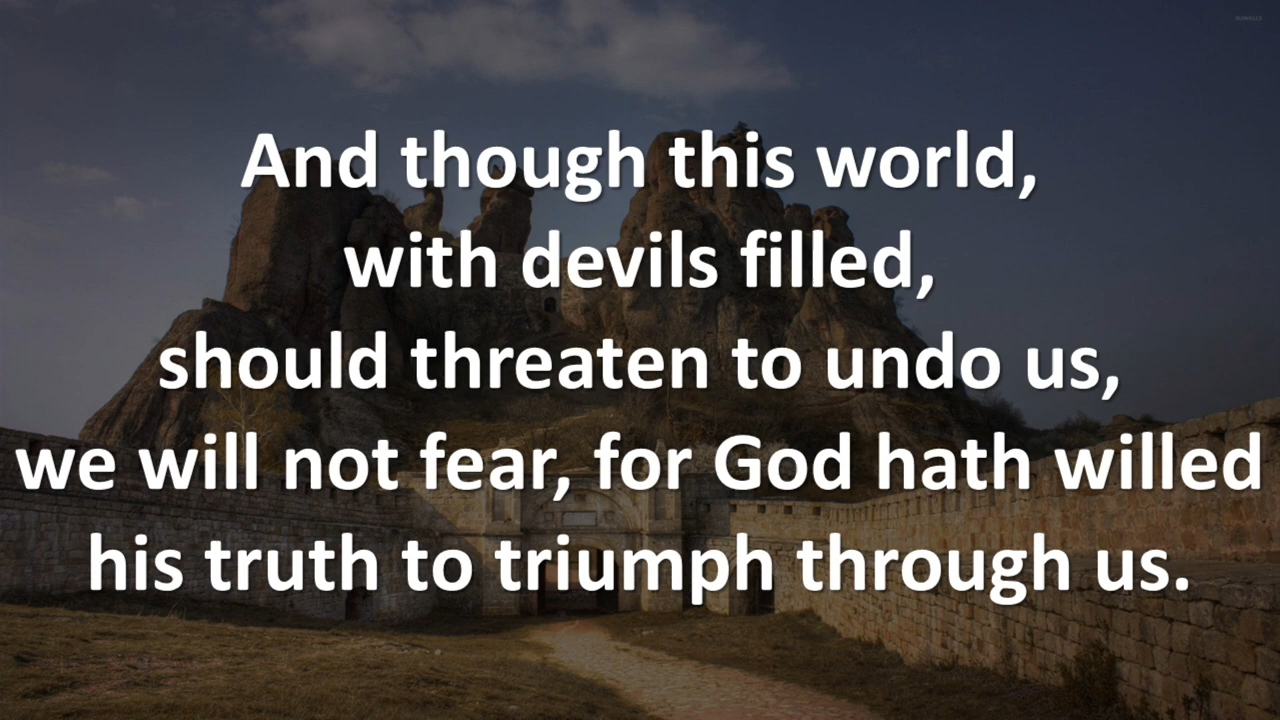 And though this world,
with devils filled,
should threaten to undo us,
we will not fear, for God hath willed
his truth to triumph through us.